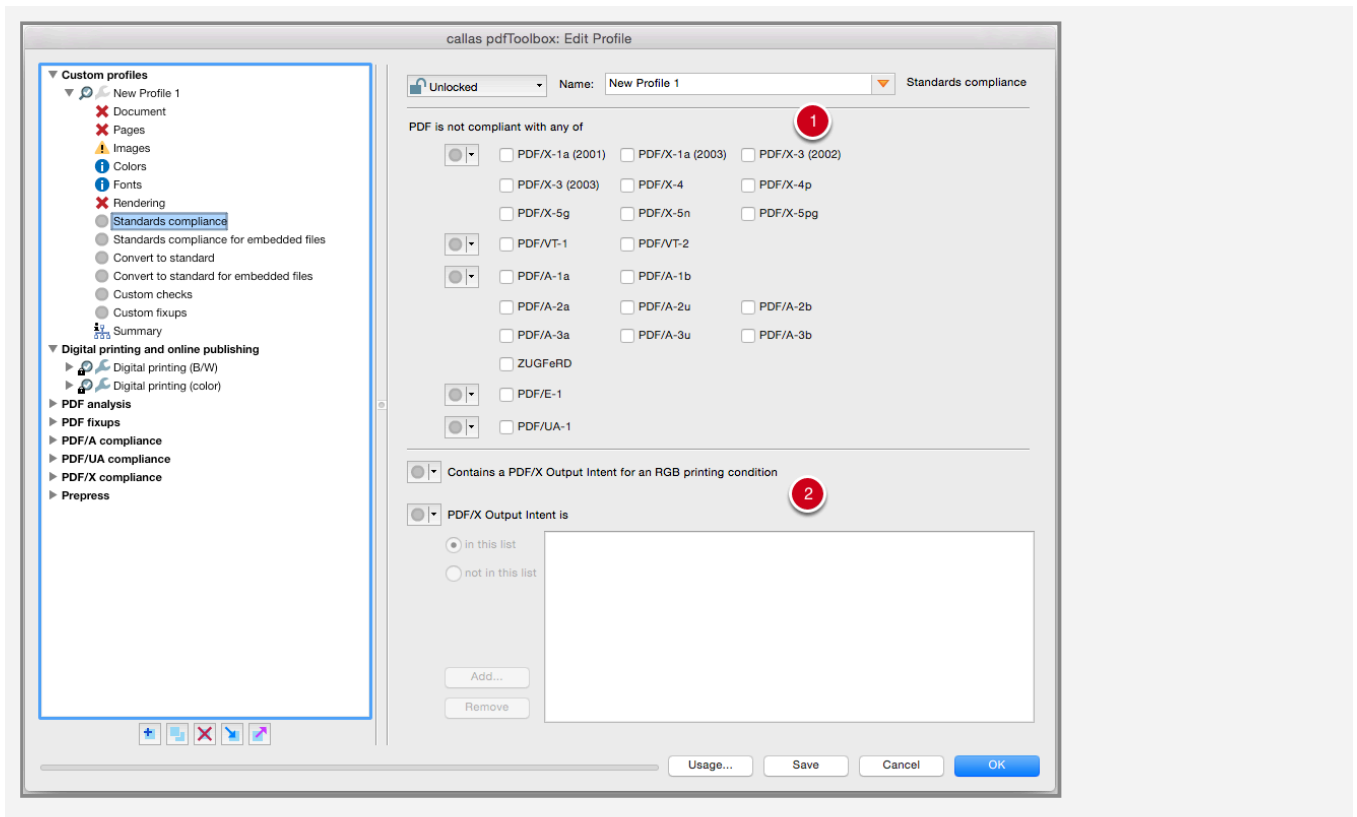 callas pdfToolbox: Edit Profile
Custom profiles
New Profile 1
Document
Pages
Images
Colors
Fonts
Rendering
Standards compliance
Standards compliance for embedded files
Convert to standard
Convert to standard for embedded files
Custom checks
Custom fixups
Summary
Digital printing and online publishing
Digital printing (B/W)
Digital printing (color)
PDF analysis
PDF fixups
PDF/A compliance
PDF/UA compliance
PDF/X compliance
Prepress
Unlocked Name: New Profile 1 Standards compliance
1
PDF is not compliant with any of
PDF/X-1a (2001) PDF/X-1a (2003) PDF/X-3 (2002)
PDF/X-3 (2003) PDF/X-4 PDF/X-4p
PDF/X-5g PDF/X-5n PDF/X-5pg
PDF/VT-1 PDF/VT-2
PDF/A-1a PDF/A-1b
PDF/A-2a PDF/A-2u PDF/A-2b
PDF/A-3a PDF/A-3u PDF/A-3b
ZUGFeRD
PDF/E-1
PDF/UA-1
Contains a PDF/X Output Intent for an RGB printing condition
2
PDF/X Output Intent is
in this list
not in this list
Add...
Remove
Usage... Save Cancel OK